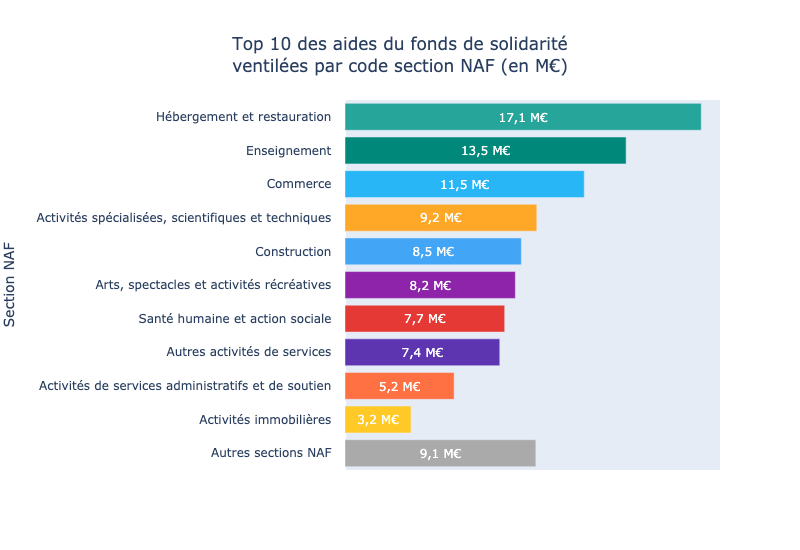 Top 10 des aides du fonds de solidarité
ventilées par code section NAF (en M€)
Section NAF
Hébergement et restauration 17,1 M€
Enseignement 13,5 M€
Commerce 11,5 M€
Activités spécialisées, scientifiques et techniques 9,2 M€
Construction 8,5 M€
Arts, spectacles et activités récréatives 8,2 M€
Santé humaine et action sociale 7,7 M€
Autres activités de services 7,4 M€
Activités de services administratifs et de soutien 5,2 M€
Activités immobilières 3,2 M€
Autres sections NAF 9,1 M€